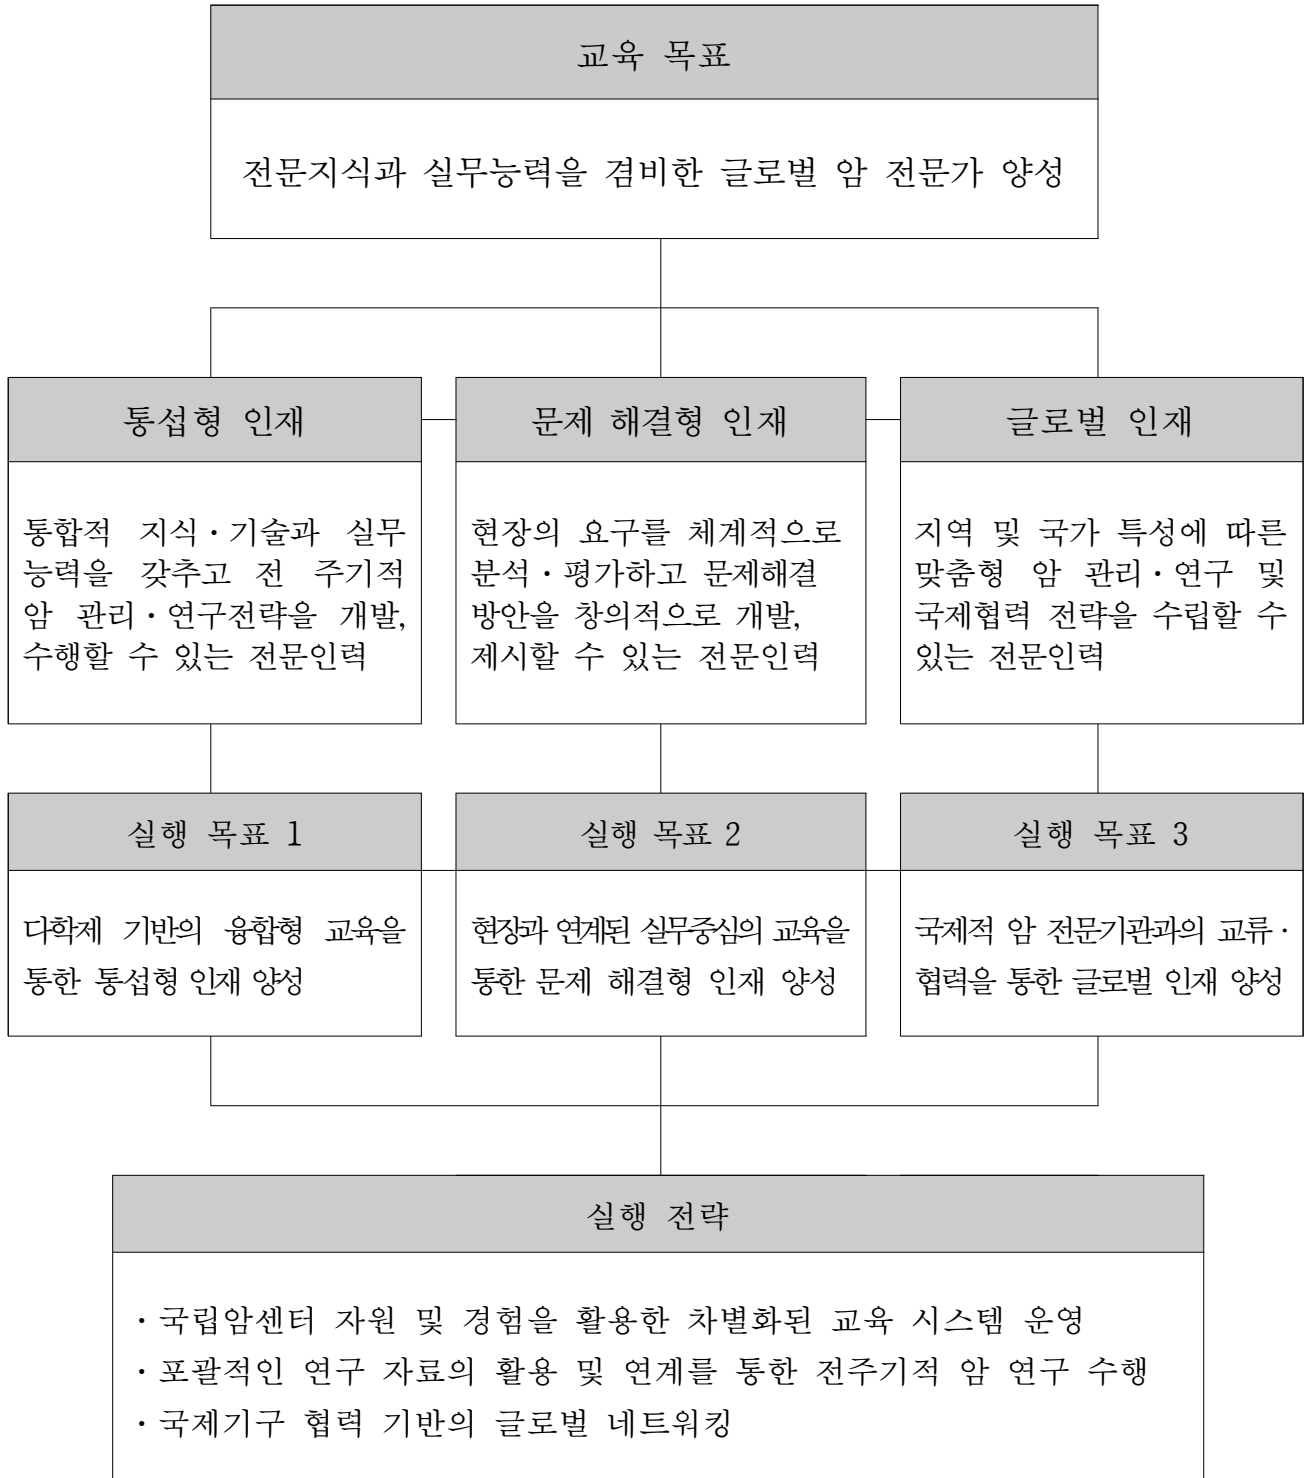 교육 목표
전문지식과 실무능력을 겸비한 글로벌 암 전문가 양성
통섭형 인재
통합적 지식·기술과 실무
능력을 갖추고 전 주기적
암 관리·연구전략을 개발,
수행할 수 있는 전문인력
문제 해결형 인재
현장의 요구를 체계적으로
분석·평가하고 문제해결
방안을 창의적으로 개발,
제시할 수 있는 전문인력
글로벌 인재
지역 및 국가 특성에 따른
맞춤형 암 관리·연구 및
국제협력 전략을 수립할 수
있는 전문인력
실행 목표 1
다학제 기반의 융합형 교육을
통한 통섭형 인재 양성
실행 목표 2
현장과 연계된 실무중심의 교육을
통한 문제 해결형 인재 양성
실행 목표 3
국제적 암 전문기관과의 교류·
협력을 통한 글로벌 인재 양성
실행 전략
·국립암센터 자원 및 경험을 활용한 차별화된 교육 시스템 운영
·포괄적인 연구 자료의 활용 및 연계를 통한 전주기적 암 연구 수행
·국제기구 협력 기반의 글로벌 네트워킹